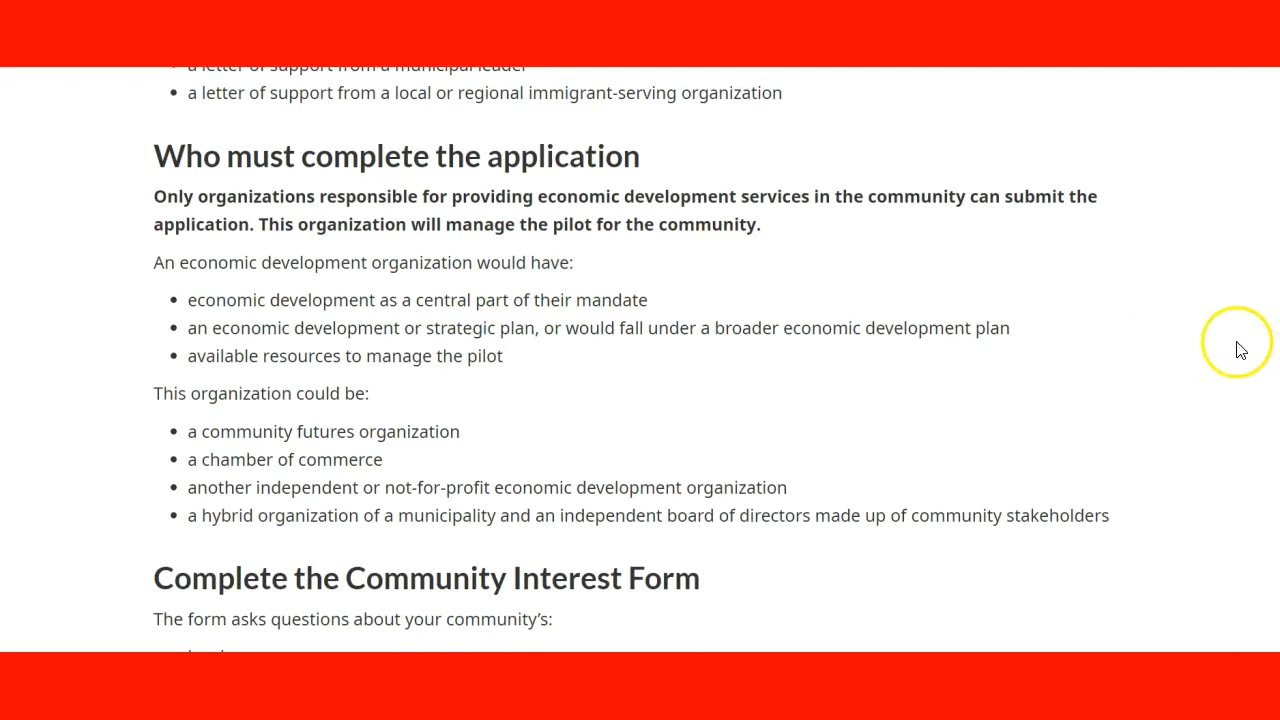 a letter of support from a municipal leader
a letter of support from a local or regional immigrant-serving organization
Who must complete the application
Only organizations responsible for providing economic development services in the community can submit the
application. This organization will manage the pilot for the community.
An economic development organization would have:
economic development as a central part of their mandate
an economic development or strategic plan, or would fall under a broader economic development plan
available resources to manage the pilot
This organization could be:
a community futures organization
a chamber of commerce
another independent or not-for-profit economic development organization
a hybrid organization of a municipality and an independent board of directors made up of community stakeholders
Complete the Community Interest Form
The form asks questions about your community’s: